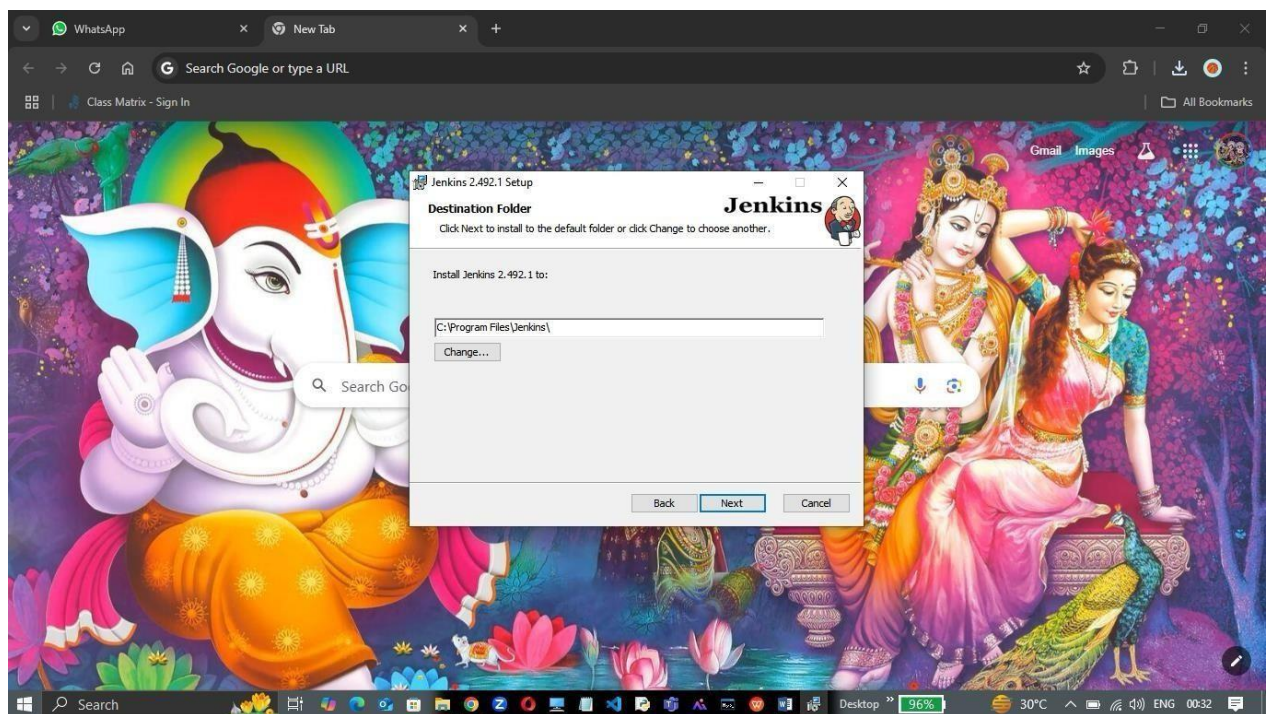 WhatsApp
New Tab
Search Google or type a URL
Class Matrix - Sign In
All Bookmarks
Gmail Images
Jenkins 2.492.1 Setup
Destination Folder
Jenkins
Click Next to install to the default folder or click Change to choose another.
Install Jenkins 2.492.1 to:
C:\Program Files\Jenkins\
Change...
Search Go
Back Next Cancel
Search
Desktop
96%
30°C
ENG
00:32